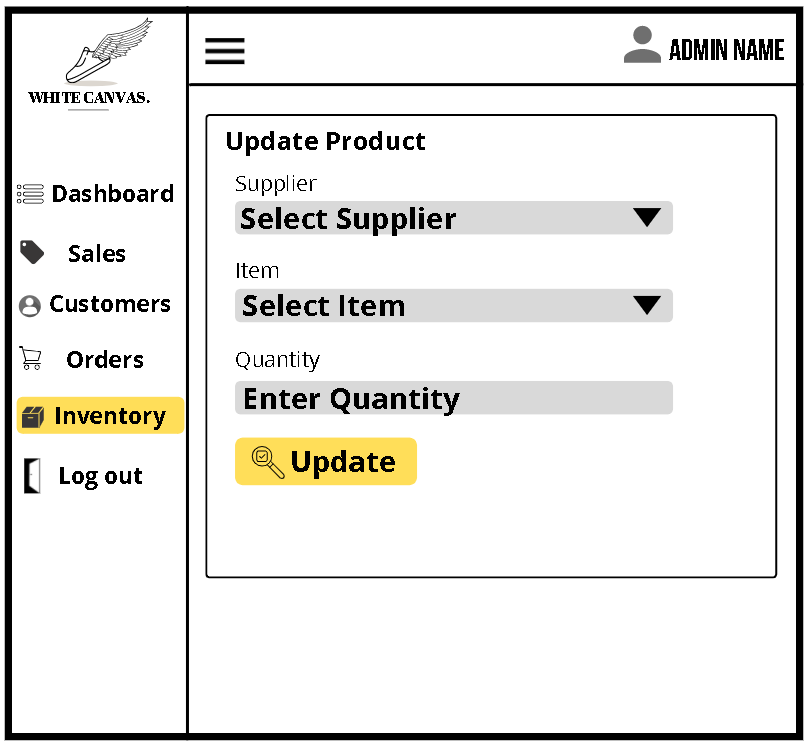 WHITE CANVAS.
Dashboard
Sales
Customers
Orders
Inventory
Log out
ADMIN NAME
Update Product
Supplier
Select Supplier
Item
Select Item
Quantity
Enter Quantity
Update